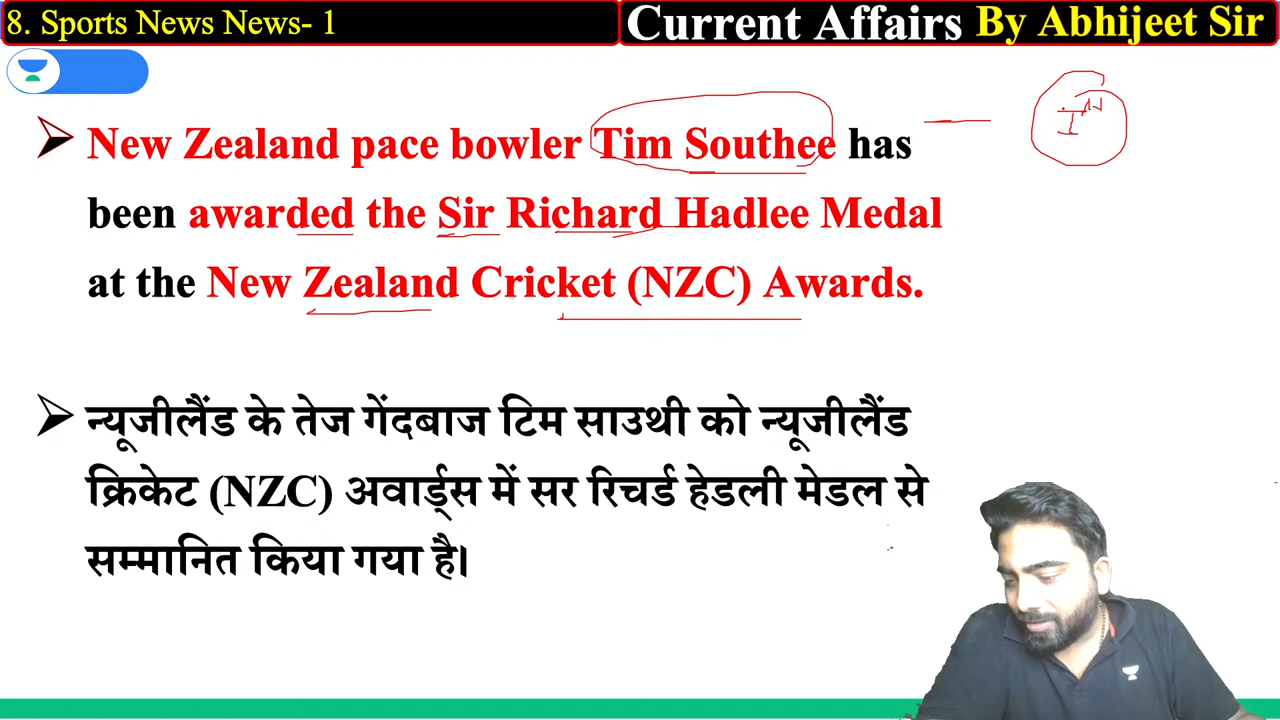 8. Sports News News- 1
Current Affairs By Abhijeet Sir
New Zealand pace bowler Tim Southee has
been awarded the Sir Richard Hadlee Medal
at the New Zealand Cricket (NZC) Awards.
न्यूजीलैंड के तेज गेंदबाज टिम साउथी को न्यूजीलैंड
क्रिकेट (NZC) अवार्ड्स में सर रिचर्ड हेडली मेडल से
सम्मानित किया गया है।